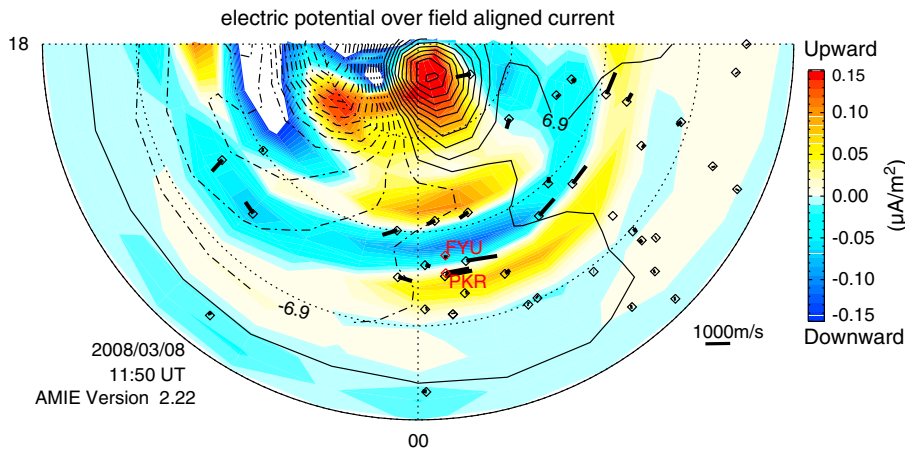 electric potential over field aligned current
18
Upward
0.15
0.10
0.05
0.00
-0.05
-0.10
-0.15
(μA/m²)
Downward
6.9
FYU
PKR
-6.9
1000m/s
2008/03/08
11:50 UT
AMIE Version 2.22
00